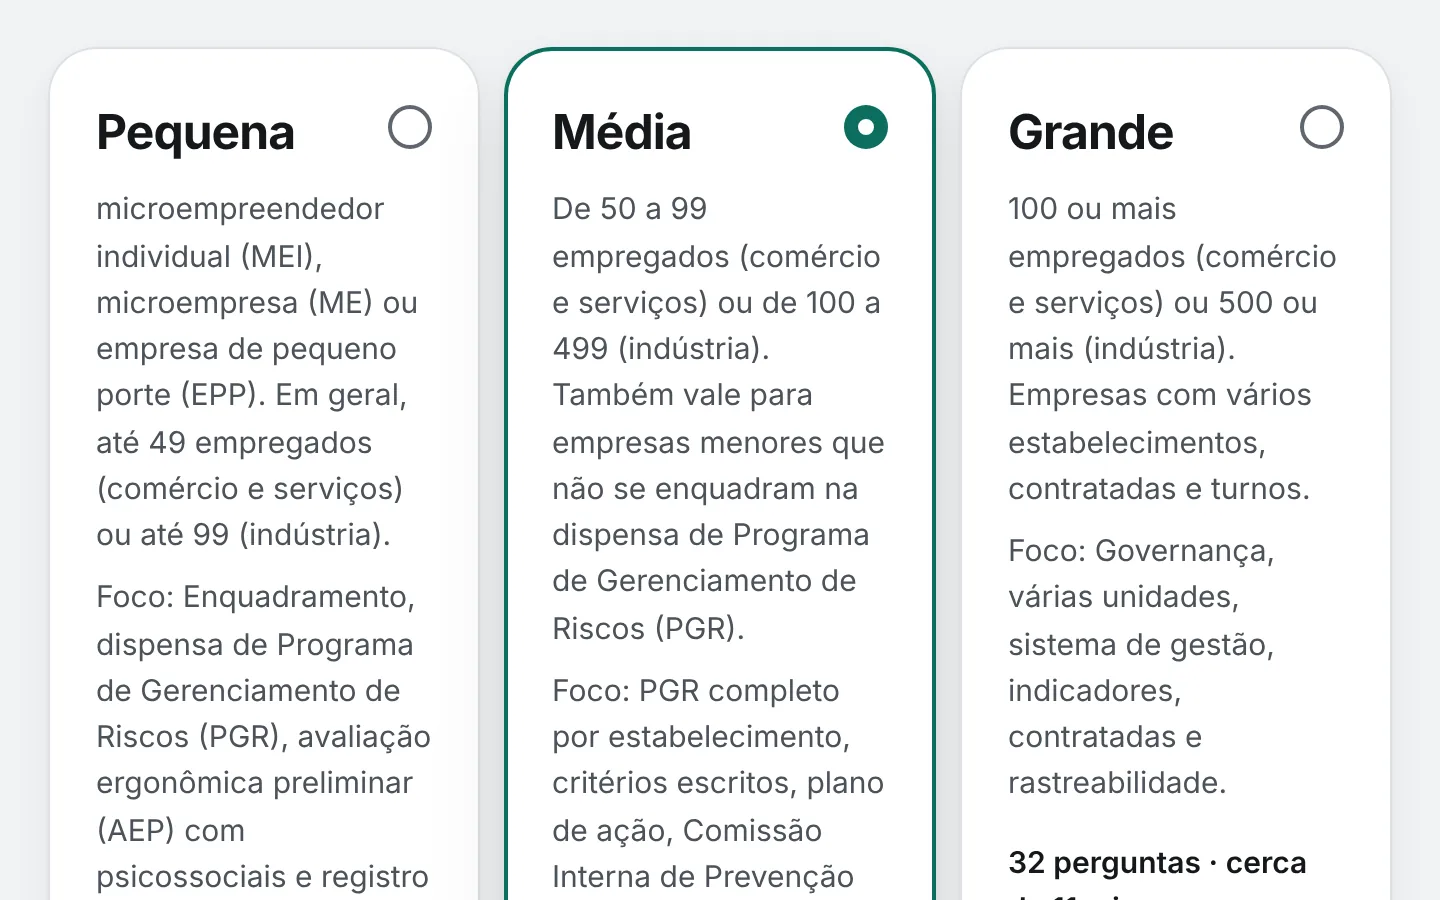 Pequena
microempreendedor
individual (MEI),
microempresa (ME) ou
empresa de pequeno
porte (EPP). Em geral,
até 49 empregados
(comércio e serviços)
ou até 99 (indústria).
Foco: Enquadramento,
dispensa de Programa
de Gerenciamento de
Riscos (PGR), avaliação
ergonômica preliminar
(AEP) com
psicossociais e registro
Média
De 50 a 99
empregados (comércio
e serviços) ou de 100 a
499 (indústria).
Também vale para
empresas menores que
não se enquadram na
dispensa de Programa
de Gerenciamento de
Riscos (PGR).
Foco: PGR completo
por estabelecimento,
critérios escritos, plano
de ação, Comissão
Interna de Prevenção
Grande
100 ou mais
empregados (comércio
e serviços) ou 500 ou
mais (indústria).
Empresas com vários
estabelecimentos,
contratadas e turnos.
Foco: Governança,
várias unidades,
sistema de gestão,
indicadores,
contratadas e
rastreabilidade.
32 perguntas · cerca